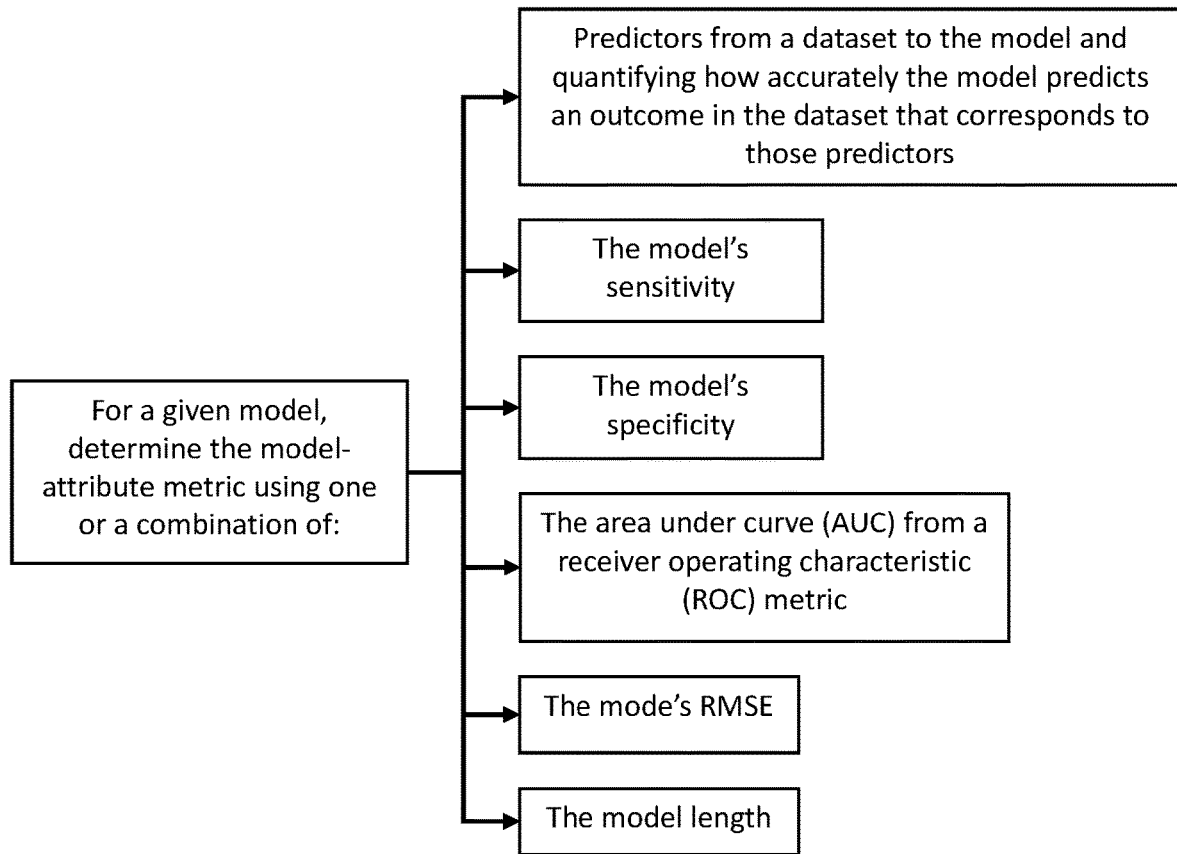 For a given model,
determine the model-
attribute metric using one
or a combination of:
Predictors from a dataset to the model and
quantifying how accurately the model predicts
an outcome in the dataset that corresponds to
those predictors
The model’s
sensitivity
The model’s
specificity
The area under curve (AUC) from a
receiver operating characteristic
(ROC) metric
The mode’s RMSE
The model length